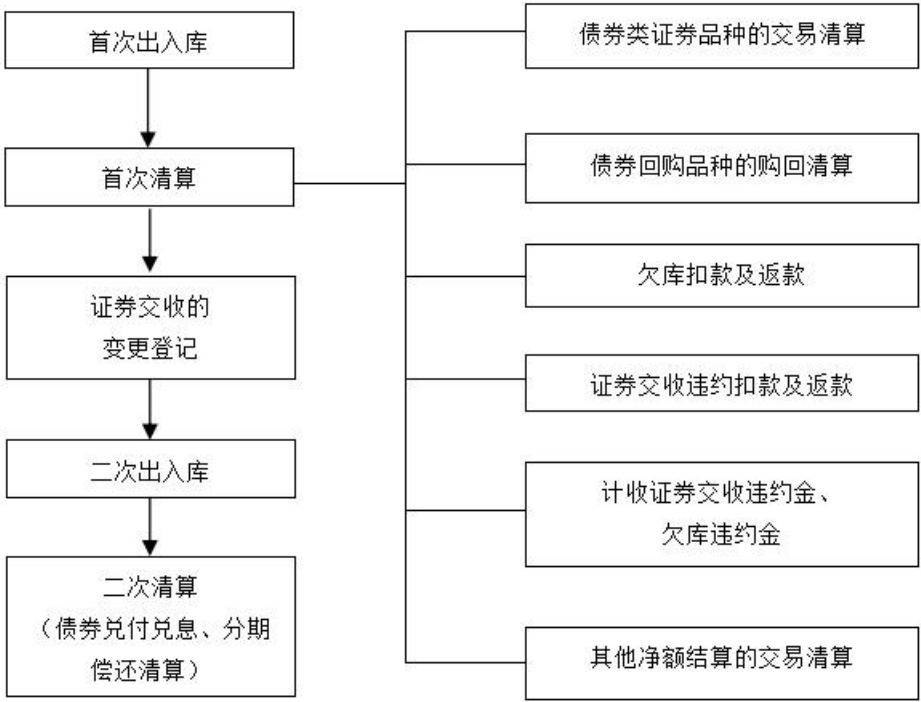 首次出入库
首次清算
证券交收的
变更登记
二次出入库
二次清算
（债券兑付兑息、分期
偿还清算）
债券类证券品种的交易清算
债券回购品种的购回清算
欠库扣款及返款
证券交收违约扣款及返款
计收证券交收违约金、
欠库违约金
其他净额结算的交易清算